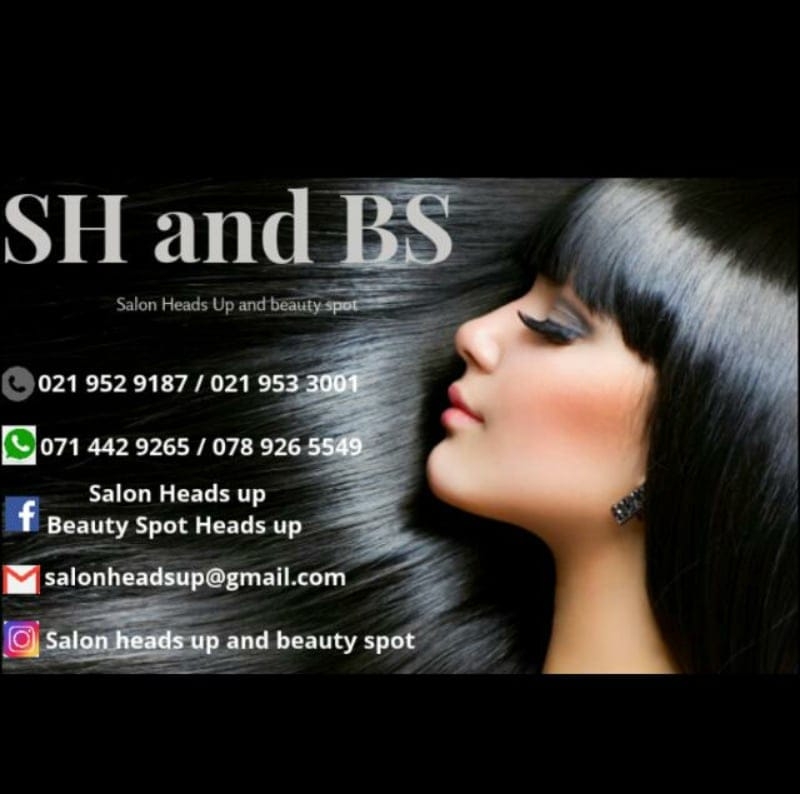 SH and BS
Salon Heads Up and beauty spot
021 952 9187 / 021 953 3001
071 442 9265 / 078 926 5549
Salon Heads up
Beauty Spot Heads up
salonheadsup@gmail.com
Salon heads up and beauty spot